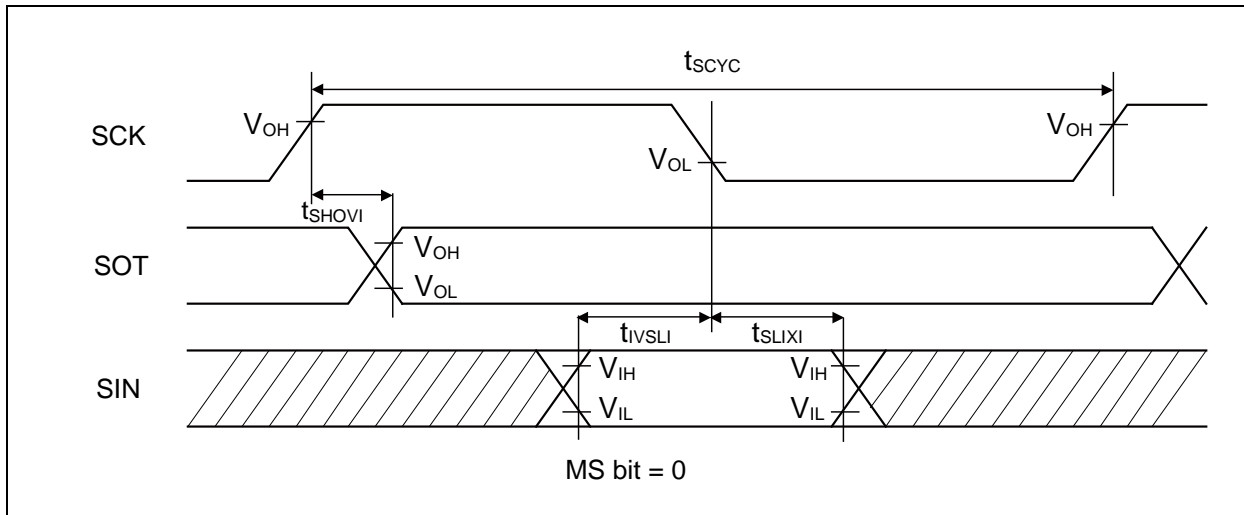 tSCYC
SCK
VOH
VOL
VOH
tSHOVI
SOT
VOH
VOL
tIVSLI
tSLIXI
SIN
VIH
VIL
VIH
VIL
MS bit = 0